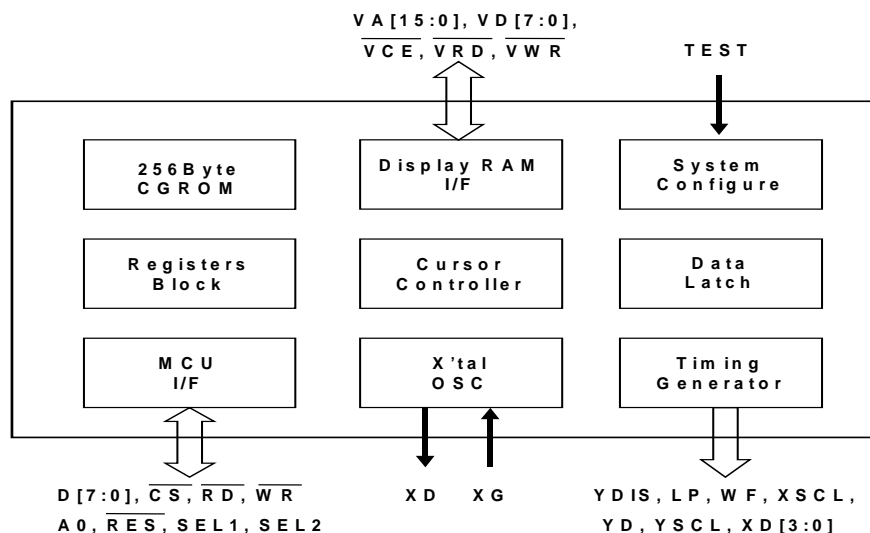 VA[15:0], VD[7:0],
VCE, VRD, VWR
TEST
256Byte
CGROM
Display RAM
I/F
System
Configure
Registers
Block
Cursor
Controller
Data
Latch
MCU
I/F
X'tal
OSC
Timing
Generator
D[7:0], CS, RD, WR
A0, RES, SEL1, SEL2
XD
XG
YDIS, LP, WF, XSCL,
YD, YSCL, XD[3:0]